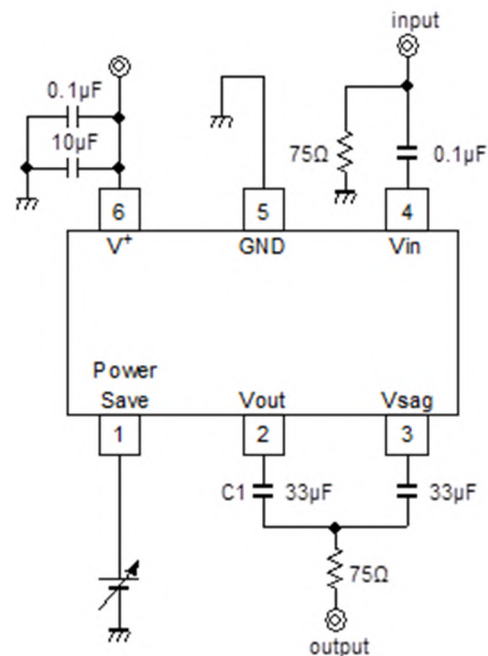 input
0.1µF
10µF
75Ω
0.1µF
6
5
4
V+
GND
Vin
Power
Save
Vout
Vsag
1
2
3
C1
33µF
33µF
75Ω
output